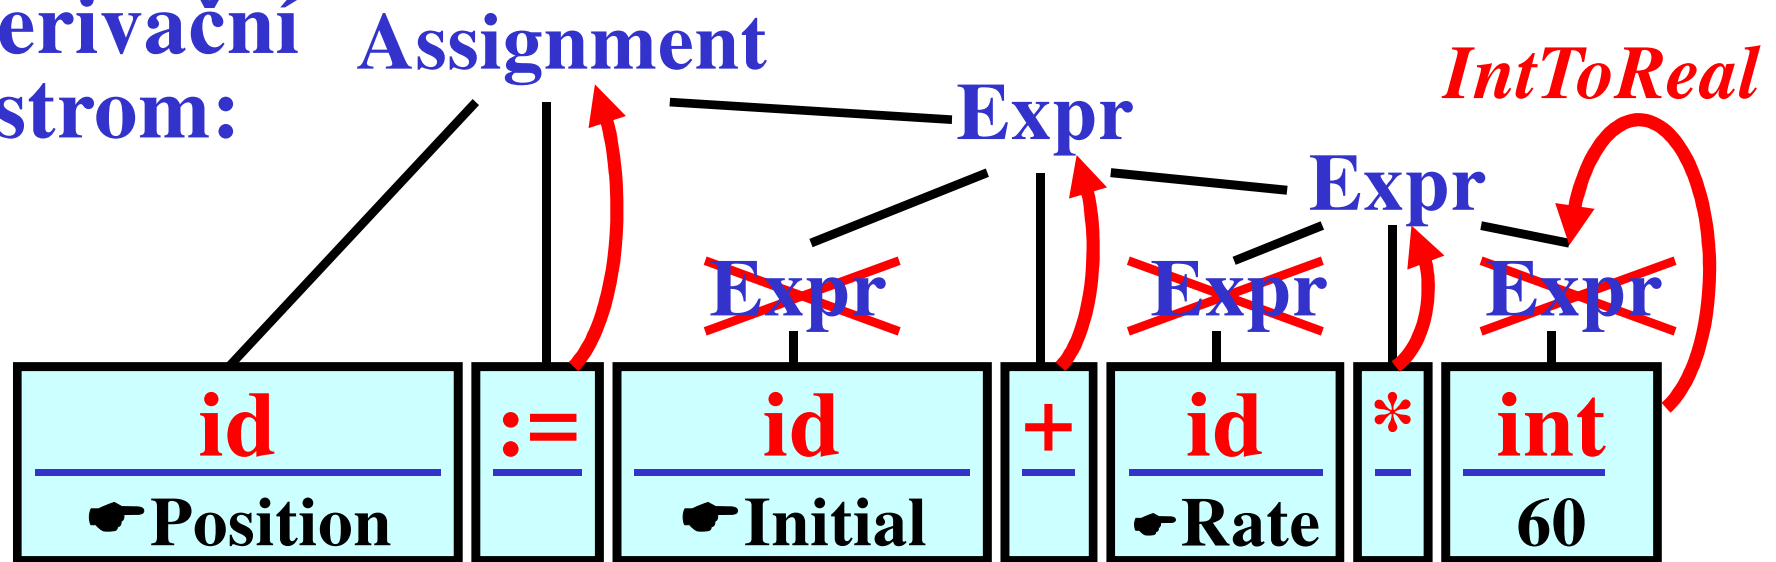 erivační
strom:
Assignment
IntToReal
Expr
Expr
Expr Expr Expr
id := id + id * int
☛Position ☛Initial ☛Rate 60